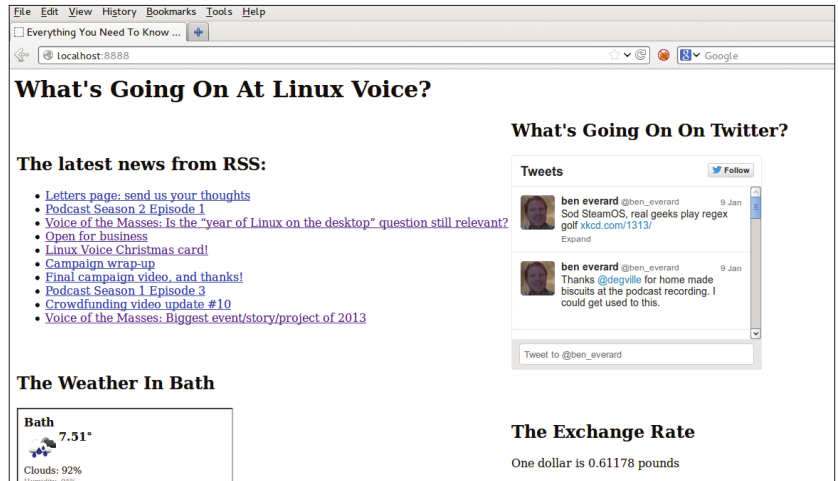 File Edit View History Bookmarks Tools Help
Everything You Need To Know ...
localhost:8888
Google
What's Going On At Linux Voice?
The latest news from RSS:
Letters page: send us your thoughts
Podcast Season 2 Episode 1
Voice of the Masses: Is the “year of Linux on the desktop” question still relevant?
Open for business
Linux Voice Christmas card!
Campaign wrap-up
Final campaign video, and thanks!
Podcast Season 1 Episode 3
Crowdfunding video update #10
Voice of the Masses: Biggest event/story/project of 2013
What's Going On On Twitter?
Tweets
Follow
ben everard @ben_everard 9 Jan
Sod SteamOS, real geeks play regex
golf xkcd.com/1313/
Expand
ben everard @ben_everard 9 Jan
Thanks @degville for home made
biscuits at the podcast recording. I
could get used to this.
Tweet to @ben_everard
The Weather In Bath
Bath
7.51°
Clouds: 92%
The Exchange Rate
One dollar is 0.61178 pounds